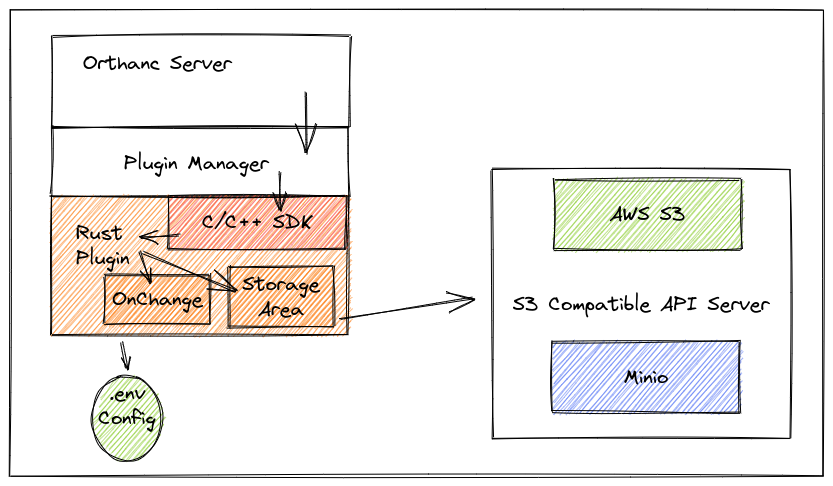 Orthanc Server
Plugin Manager
C/C++ SDK
Rust
Plugin
OnChange
Storage
Area
.env
Config
AWS S3
S3 Compatible API Server
Minio